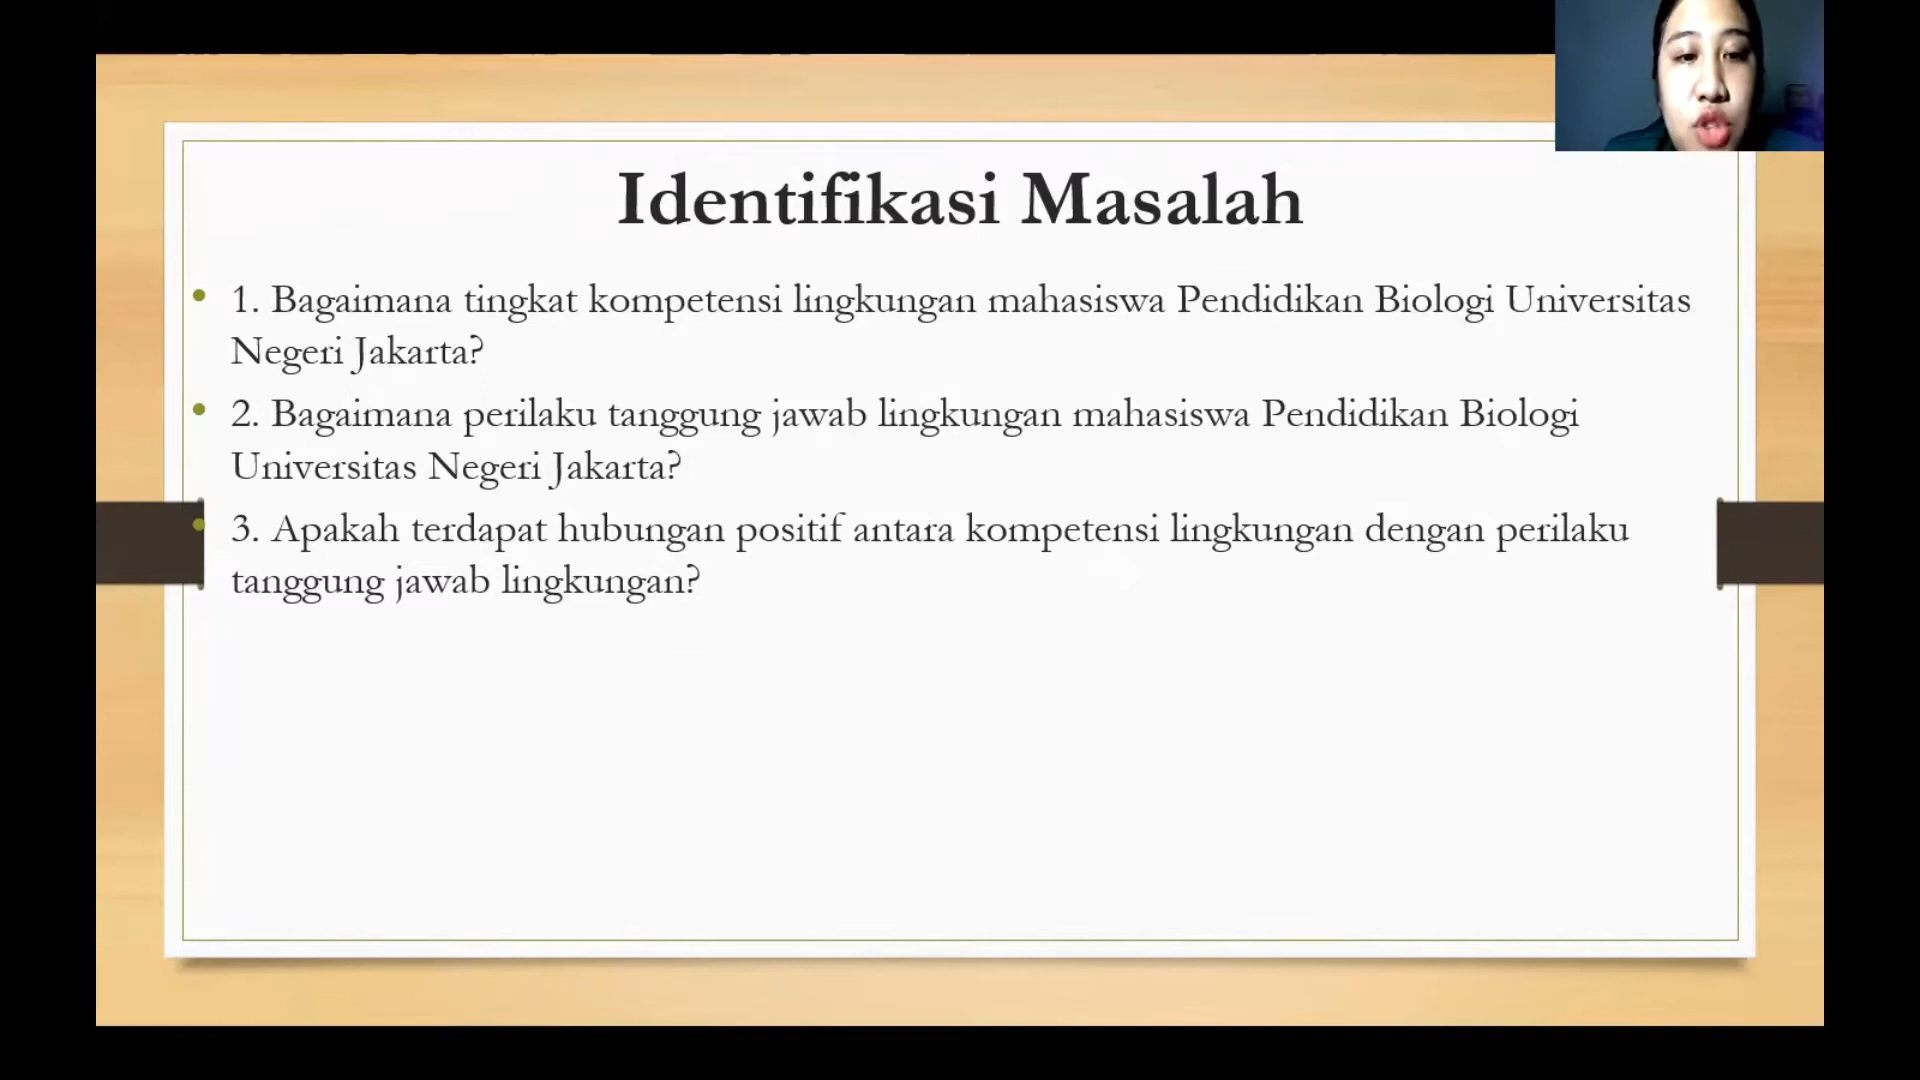 Identifikasi Masalah
• 1. Bagaimana tingkat kompetensi lingkungan mahasiswa Pendidikan Biologi Universitas
Negeri Jakarta?
• 2. Bagaimana perilaku tanggung jawab lingkungan mahasiswa Pendidikan Biologi
Universitas Negeri Jakarta?
• 3. Apakah terdapat hubungan positif antara kompetensi lingkungan dengan perilaku
tanggung jawab lingkungan?